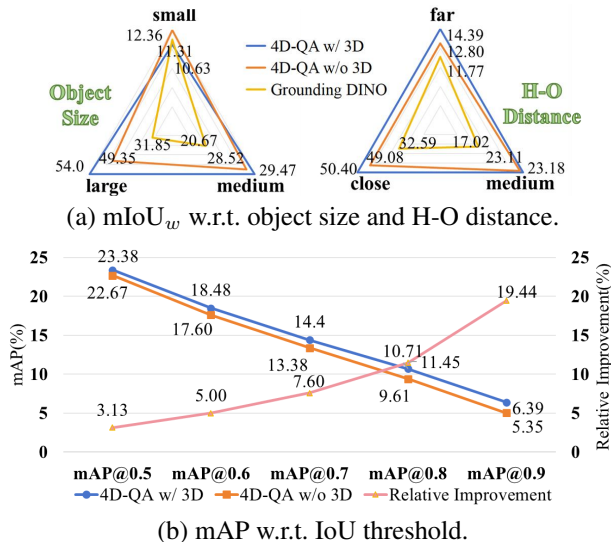 small
far
12.36
11.31
10.63
14.39
12.80
11.77
4D-QA w/ 3D
4D-QA w/o 3D
Grounding DINO
Object
Size
H-O
Distance
31.85
20.67
32.59
17.02
49.35
28.52
49.08
23.11
54.0
29.47
50.40
23.18
large
medium
close
medium
(a) mIoU_w w.r.t. object size and H-O distance.
25
20
15
10
5
0
mAP(%)
23.38
22.67
18.48
17.60
14.4
13.38
10.71
11.45
9.61
6.39
5.35
3.13
5.00
7.60
19.44
25
20
15
10
5
0
Relative Improvement(%)
mAP@0.5 mAP@0.6 mAP@0.7 mAP@0.8 mAP@0.9
4D-QA w/ 3D 4D-QA w/o 3D Relative Improvement
(b) mAP w.r.t. IoU threshold.